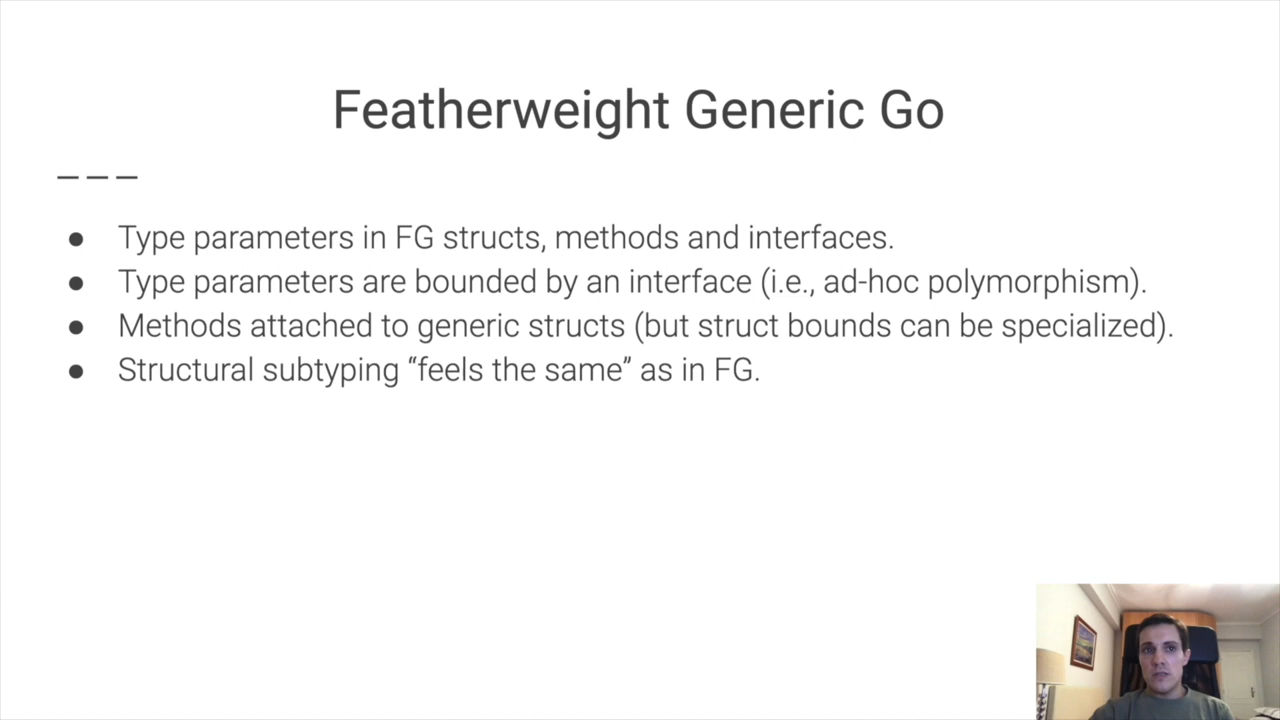 Featherweight Generic Go
● Type parameters in FG structs, methods and interfaces.
● Type parameters are bounded by an interface (i.e., ad-hoc polymorphism).
● Methods attached to generic structs (but struct bounds can be specialized).
● Structural subtyping “feels the same” as in FG.